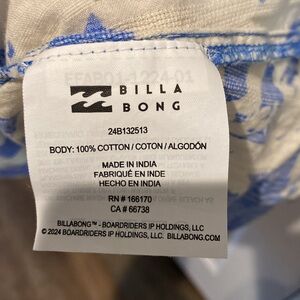 BILLA
BONG
24B132513
BODY: 100% COTTON / COTON / ALGODÓN
MADE IN INDIA
FABRIQUÉ EN INDE
HECHO EN INDIA
RN # 166170
CA # 66738
BILLABONG™ - BOARDRIDERS IP HOLDINGS, LLC
© 2024 BOARDRIDERS IP HOLDINGS, LLC. BILLABONG.COM